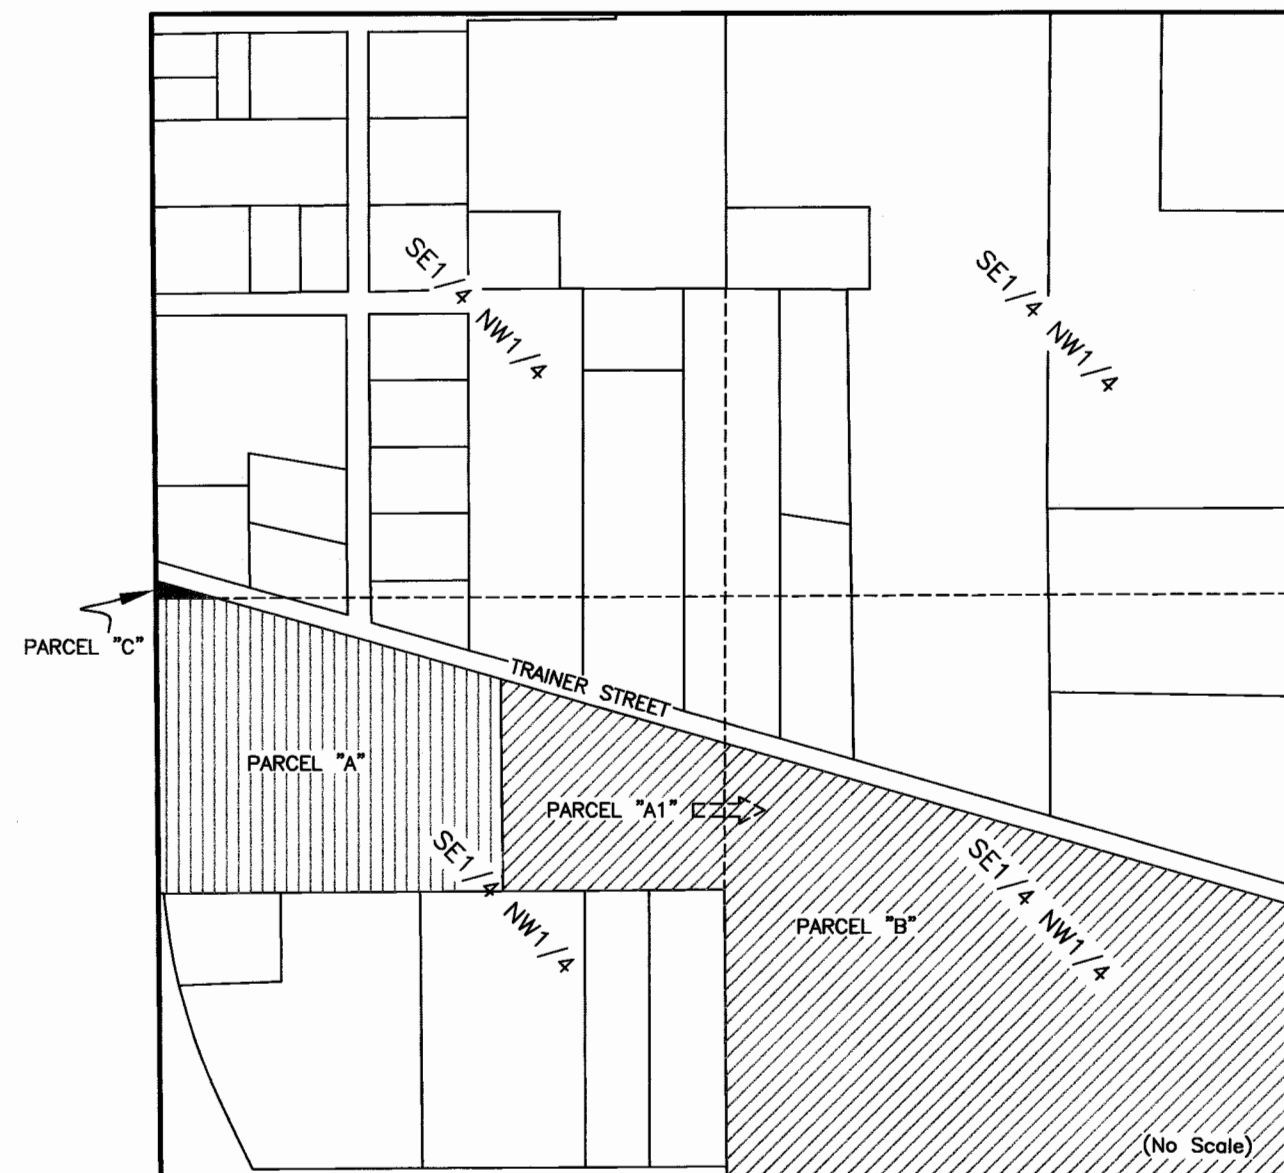 SE1/4 NW1/4
SE1/4 NW1/4
PARCEL "C"
TRAINER STREET
PARCEL "A"
PARCEL "A1"
SE1/4 NW1/4
SE1/4 NW1/4
PARCEL "B"
(No Scale)